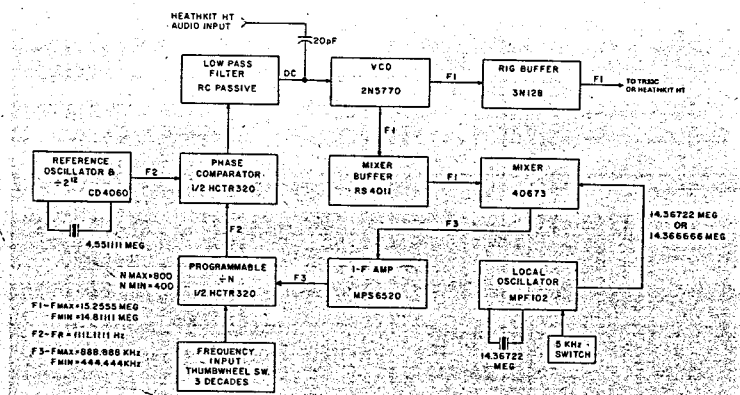 HEATHKIT HT
AUDIO INPUT
20pF
LOW PASS
FILTER
RC PASSIVE
DC
VCO
2N5770
F1
RIG BUFFER
3N128
F1
TO TR33C
OR HEATHKIT HT
F1
REFERENCE
OSCILLATOR &
÷2¹²
CD4060
F2
PHASE
COMPARATOR
1/2 HCTR320
MIXER
BUFFER
RS4011
F1
MIXER
40673
4.551111 MEG
F2
F3
14.36722 MEG
OR
14.366666 MEG
N MAX=800
N MIN=400
PROGRAMMABLE
÷N
1/2 HCTR320
F3
I-F AMP
MPS6520
LOCAL
OSCILLATOR
MPF102
F1-FMAX=15.2555 MEG
FMIN=14.81111 MEG
F2-FR=1111.1111 Hz
F3-FMAX=888.888 KHz
FMIN=444.444KHz
FREQUENCY
INPUT
THUMBWHEEL SW.
3 DECADES
14.36722
MEG
5 KHz
SWITCH